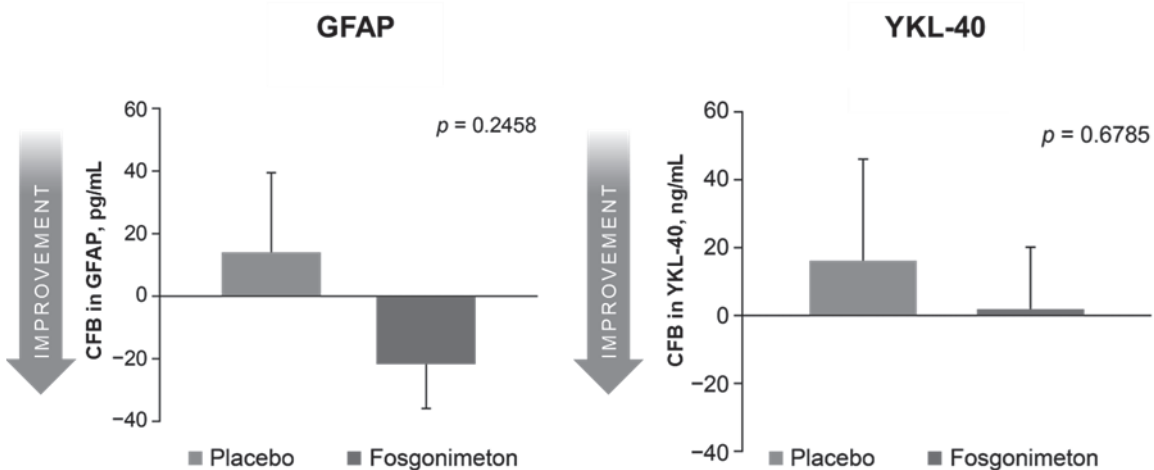 GFAP
IMPROVEMENT
CFB in GFAP, pg/mL
60
40
20
0
−20
−40
p = 0.2458
Placebo
Fosgonimeton
YKL-40
IMPROVEMENT
CFB in YKL-40, ng/mL
60
40
20
0
−20
−40
p = 0.6785
Placebo
Fosgonimeton